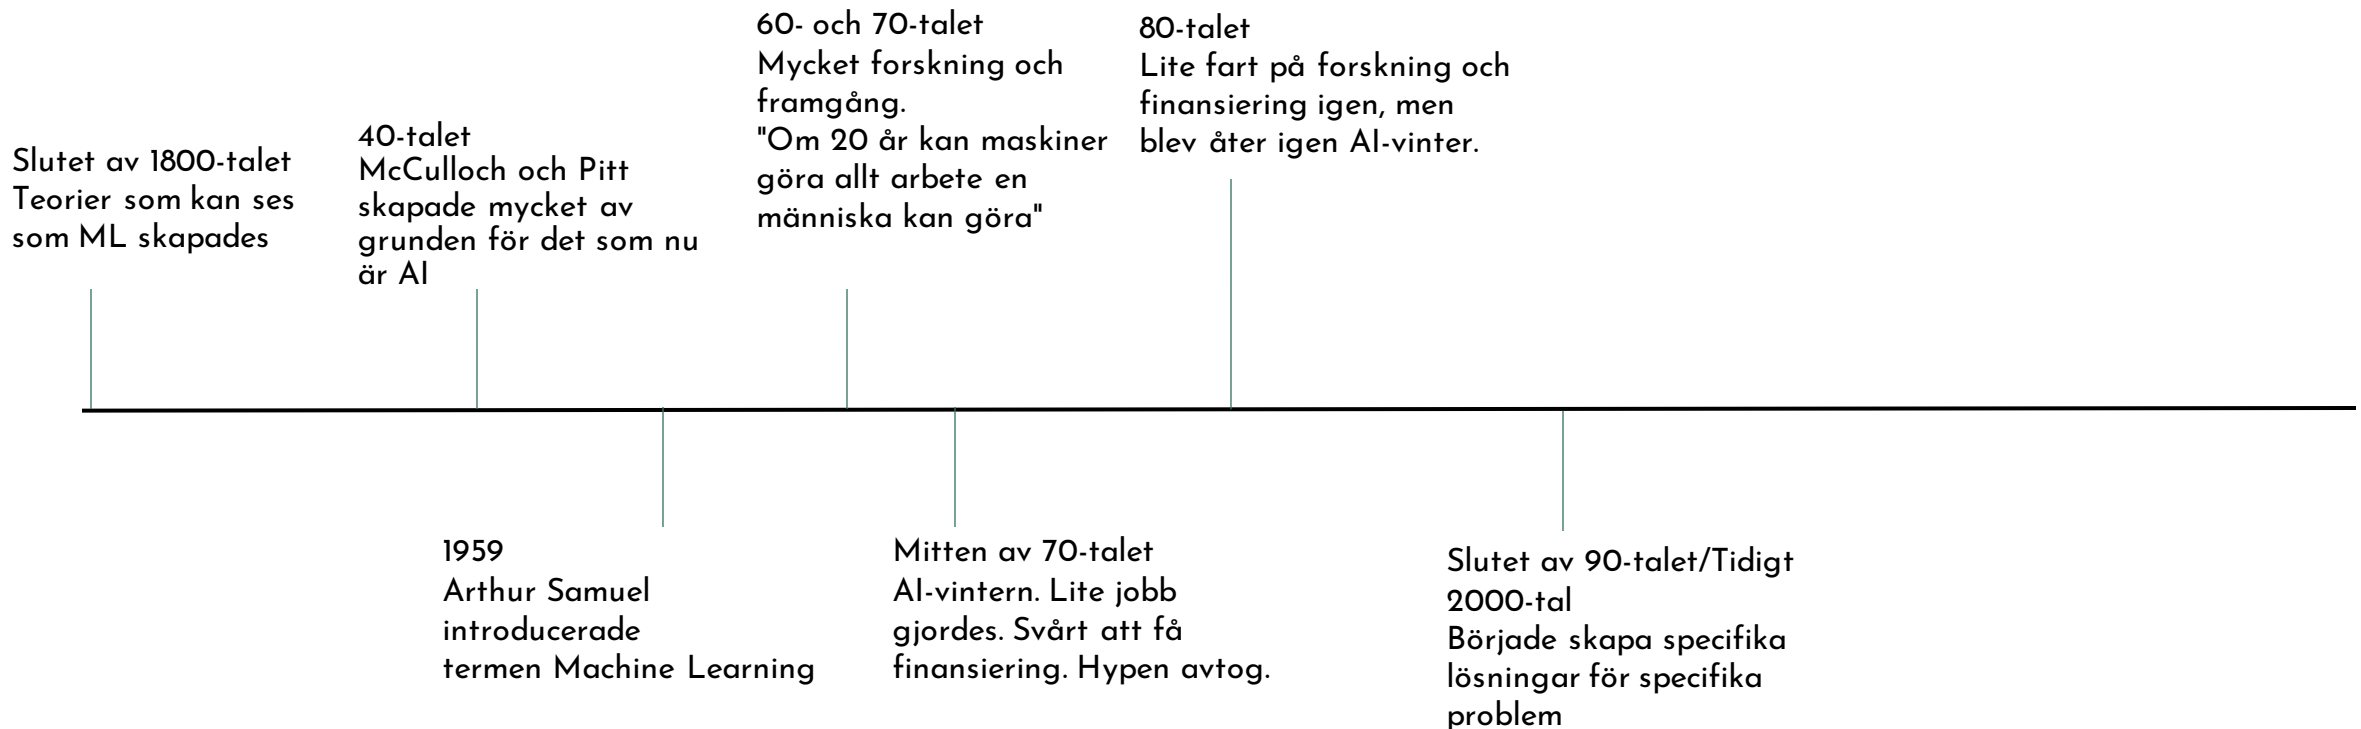 Slutet av 1800-talet
Teorier som kan ses
som ML skapades
40-talet
McCulloch och Pitt
skapade mycket av
grunden för det som nu
är AI
1959
Arthur Samuel
introducerade
termen Machine Learning
60- och 70-talet
Mycket forskning och
framgång.
"Om 20 år kan maskiner
göra allt arbete en
människa kan göra"
Mitten av 70-talet
AI-vintern. Lite jobb
gjordes. Svårt att få
finansiering. Hypen avtog.
80-talet
Lite fart på forskning och
finansiering igen, men
blev åter igen AI-vinter.
Slutet av 90-talet/Tidigt
2000-tal
Började skapa specifika
lösningar för specifika
problem